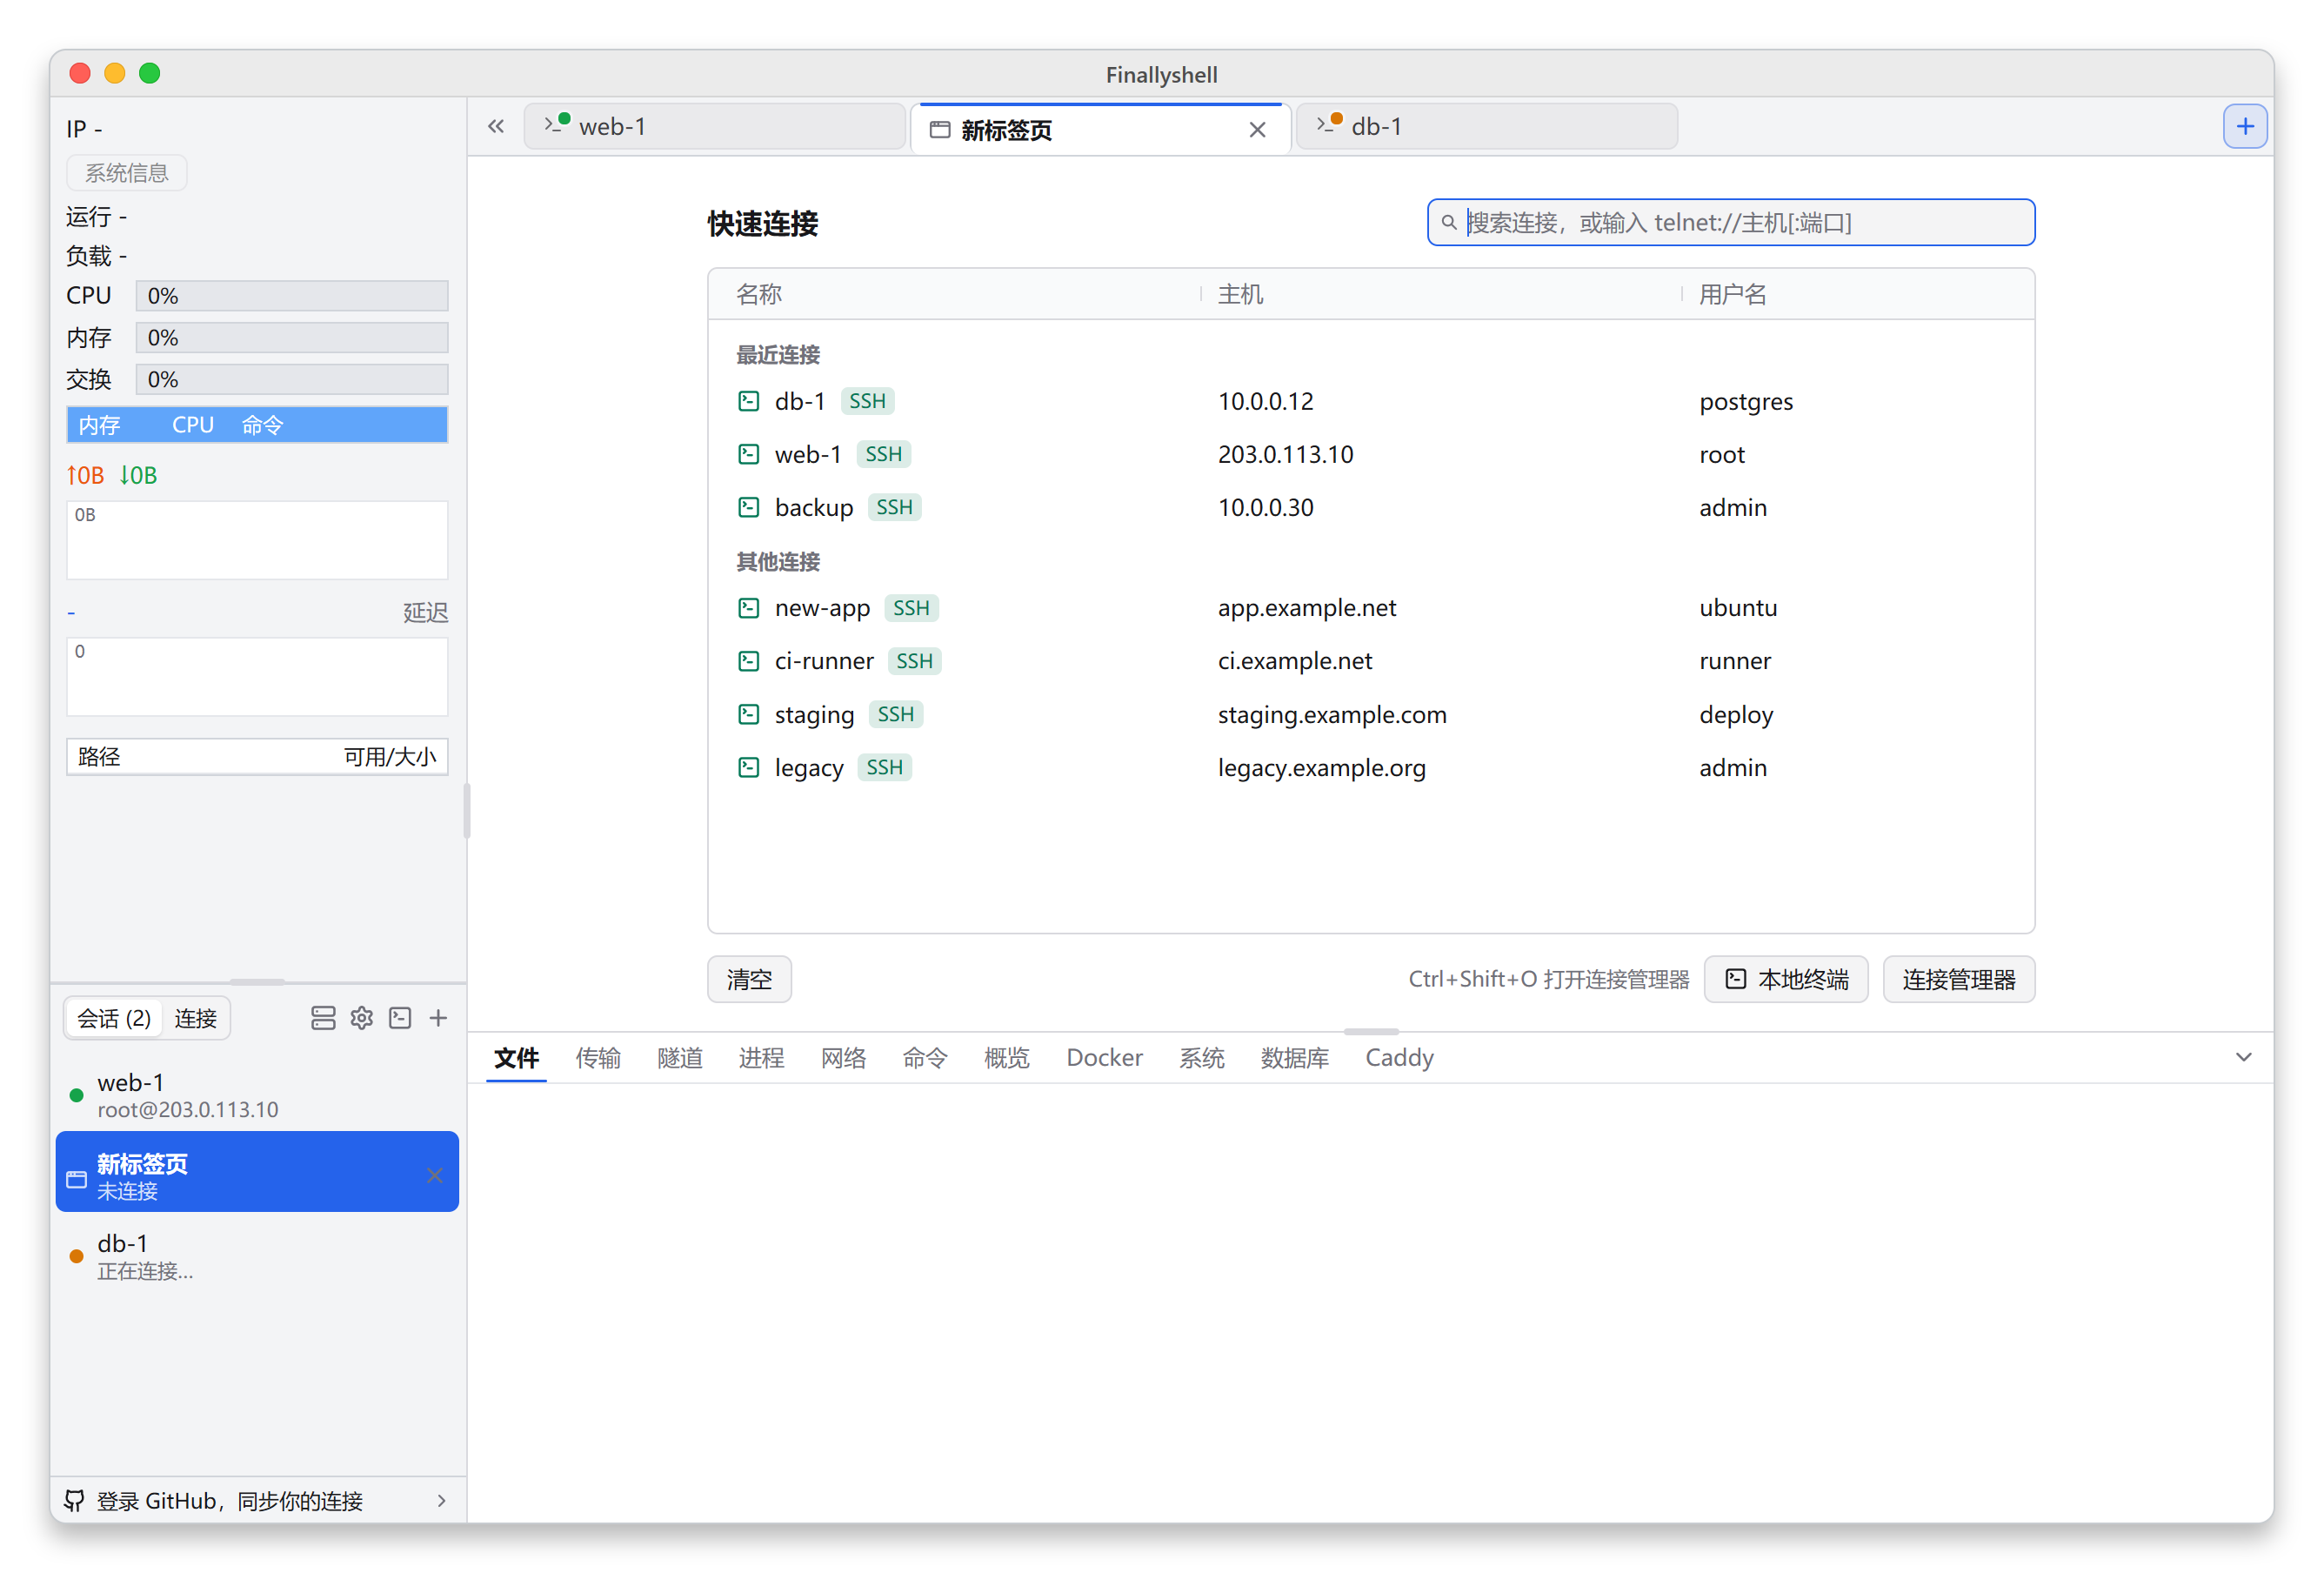 Finallyshell
IP -
系统信息
运行 -
负载 -
CPU 0%
内存 0%
交换 0%
内存 CPU 命令
↑0B ↓0B
0B
- 延迟
0
路径 可用/大小
会话 (2) 连接
web-1
root@203.0.113.10
新标签页
未连接
db-1
正在连接...
登录 GitHub，同步你的连接
web-1 新标签页 db-1
快速连接
搜索连接，或输入 telnet://主机[:端口]
名称 主机 用户名
最近连接
db-1 SSH 10.0.0.12 postgres
web-1 SSH 203.0.113.10 root
backup SSH 10.0.0.30 admin
其他连接
new-app SSH app.example.net ubuntu
ci-runner SSH ci.example.net runner
staging SSH staging.example.com deploy
legacy SSH legacy.example.org admin
清空 Ctrl+Shift+O 打开连接管理器 本地终端 连接管理器
文件 传输 隧道 进程 网络 命令 概览 Docker 系统 数据库 Caddy